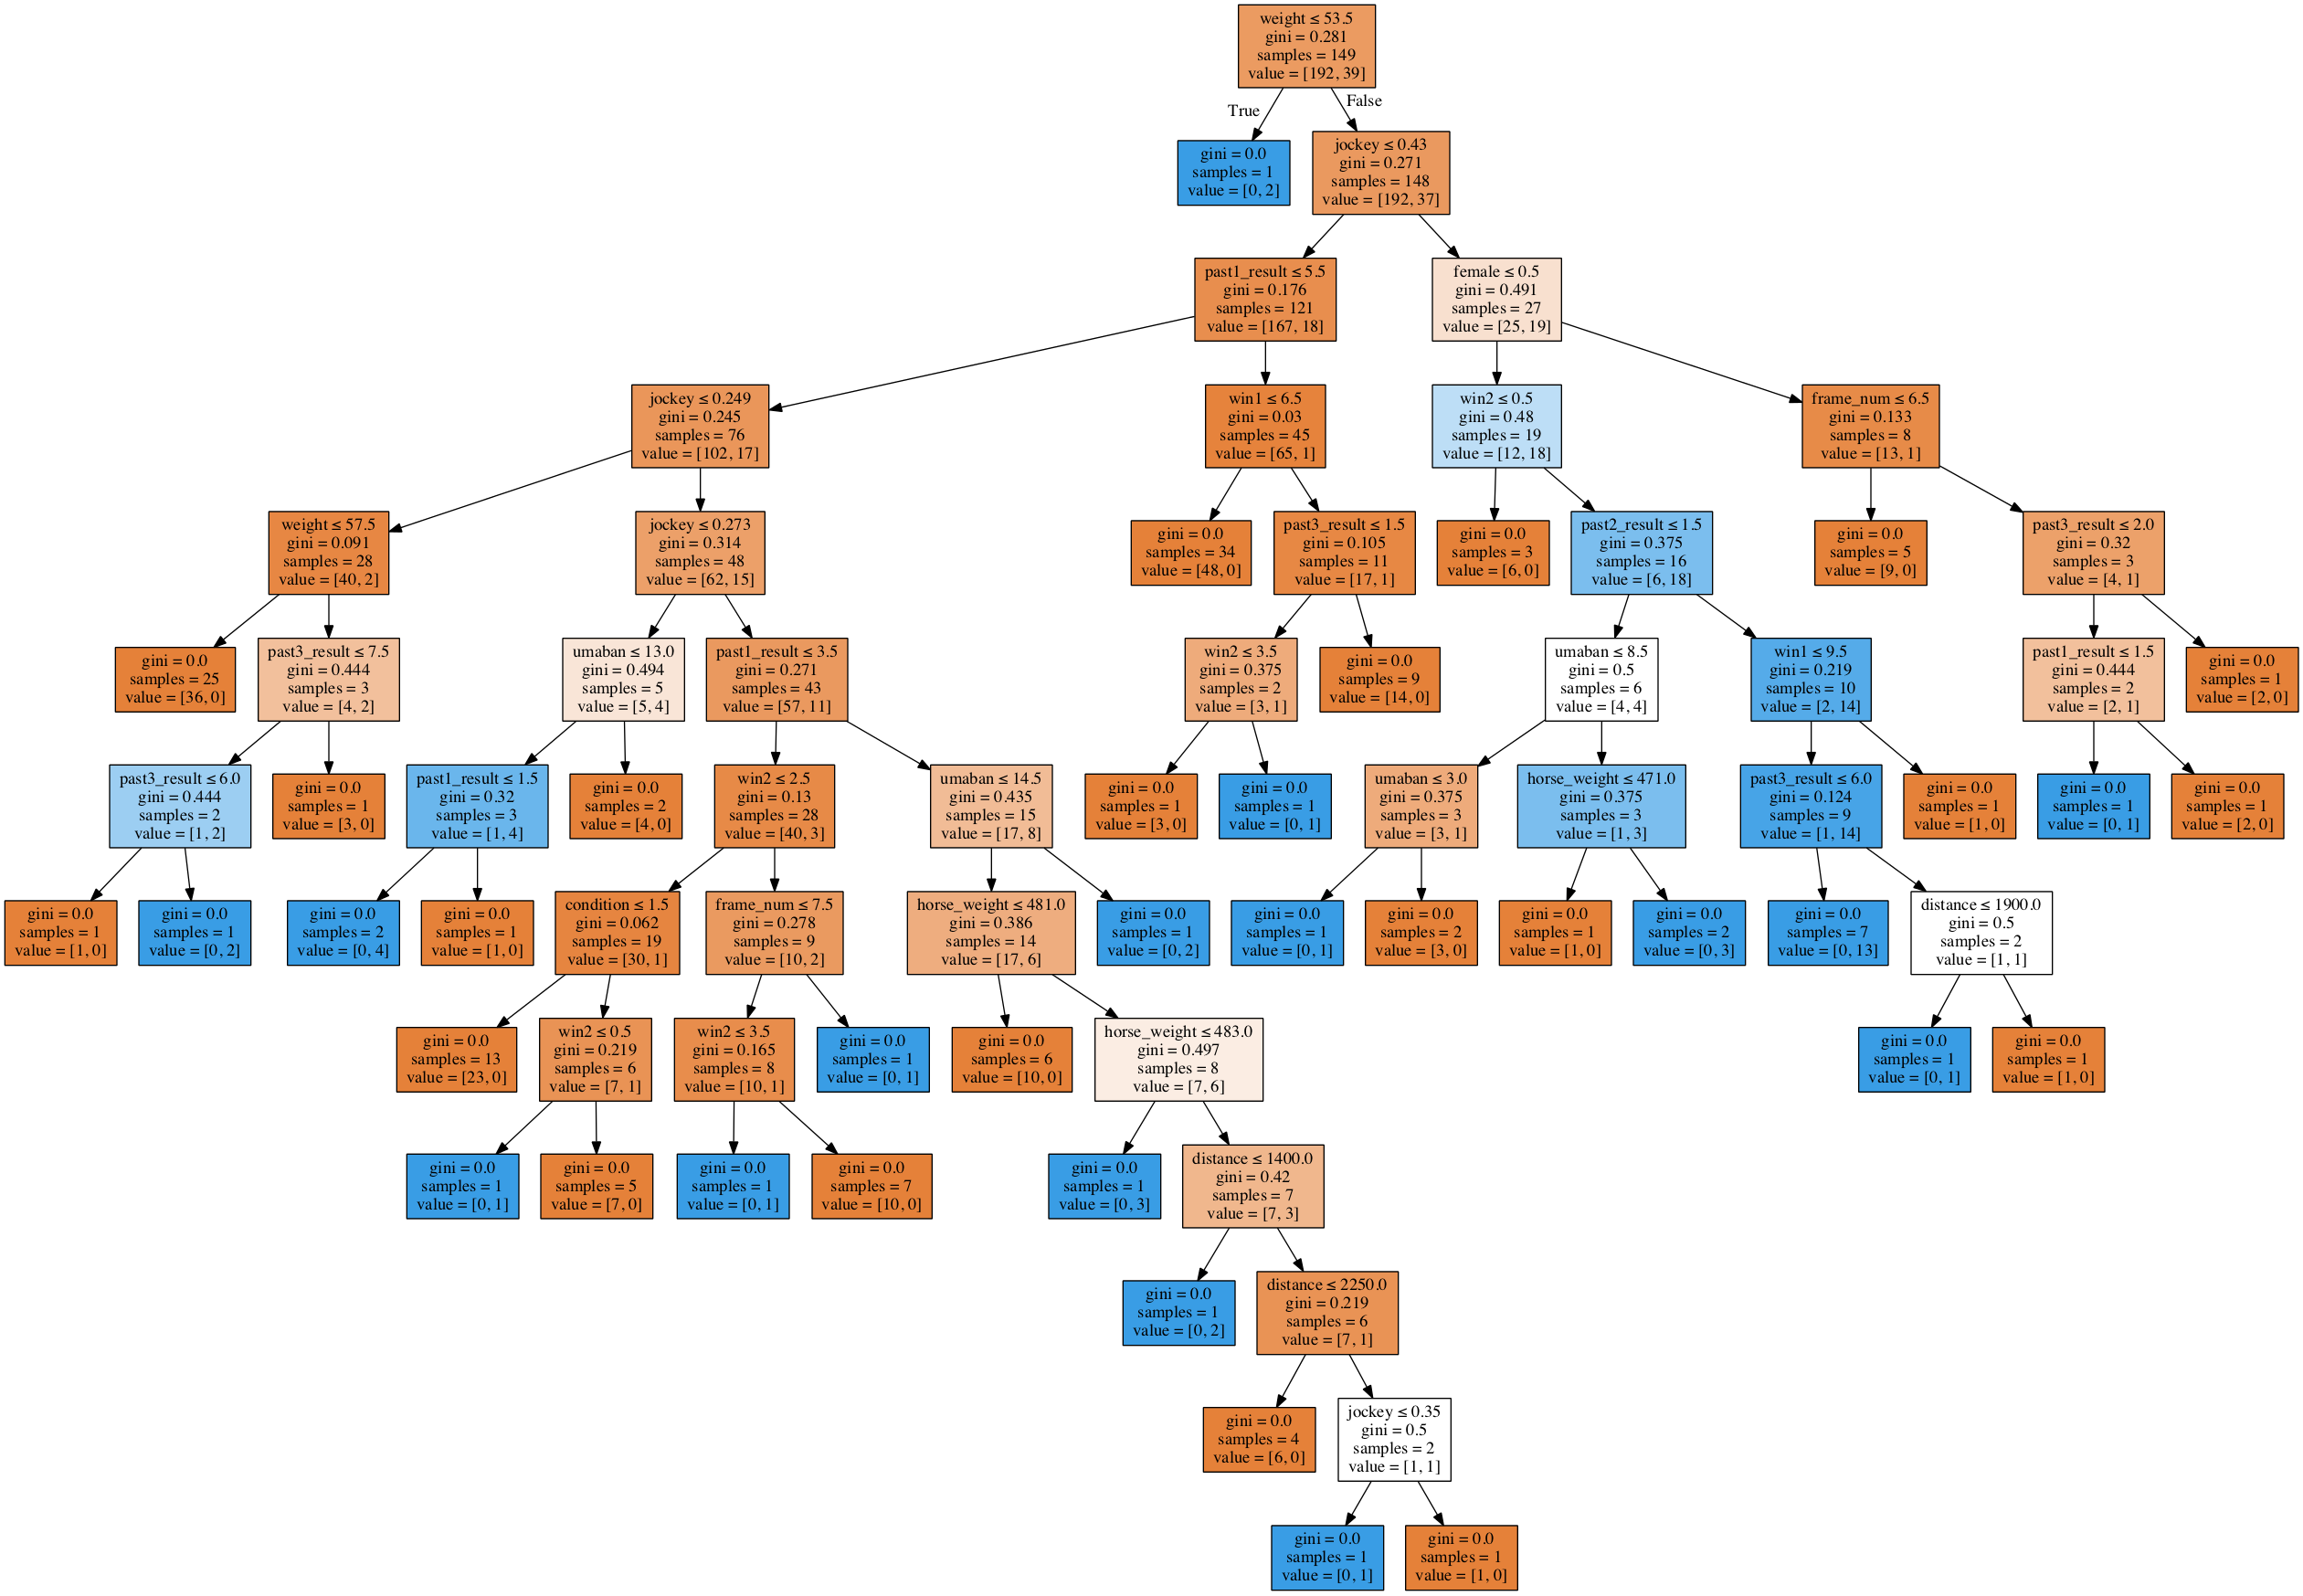 weight ≤ 53.5
gini = 0.281
samples = 149
value = [192, 39]
True
False
gini = 0.0
samples = 1
value = [0, 2]
jockey ≤ 0.43
gini = 0.271
samples = 148
value = [192, 37]
past1_result ≤ 5.5
gini = 0.176
samples = 121
value = [167, 18]
female ≤ 0.5
gini = 0.491
samples = 27
value = [25, 19]
jockey ≤ 0.249
gini = 0.245
samples = 76
value = [102, 17]
win1 ≤ 6.5
gini = 0.03
samples = 45
value = [65, 1]
win2 ≤ 0.5
gini = 0.48
samples = 19
value = [12, 18]
frame_num ≤ 6.5
gini = 0.133
samples = 8
value = [13, 1]
weight ≤ 57.5
gini = 0.091
samples = 28
value = [40, 2]
jockey ≤ 0.273
gini = 0.314
samples = 48
value = [62, 15]
gini = 0.0
samples = 34
value = [48, 0]
past3_result ≤ 1.5
gini = 0.105
samples = 11
value = [17, 1]
gini = 0.0
samples = 3
value = [6, 0]
past2_result ≤ 1.5
gini = 0.375
samples = 16
value = [6, 18]
gini = 0.0
samples = 5
value = [9, 0]
past3_result ≤ 2.0
gini = 0.32
samples = 3
value = [4, 1]
gini = 0.0
samples = 25
value = [36, 0]
past3_result ≤ 7.5
gini = 0.444
samples = 3
value = [4, 2]
umaban ≤ 13.0
gini = 0.494
samples = 5
value = [5, 4]
past1_result ≤ 3.5
gini = 0.271
samples = 43
value = [57, 11]
win2 ≤ 3.5
gini = 0.375
samples = 2
value = [3, 1]
gini = 0.0
samples = 9
value = [14, 0]
umaban ≤ 8.5
gini = 0.5
samples = 6
value = [4, 4]
win1 ≤ 9.5
gini = 0.219
samples = 10
value = [2, 14]
past1_result ≤ 1.5
gini = 0.444
samples = 2
value = [2, 1]
gini = 0.0
samples = 1
value = [2, 0]
past3_result ≤ 6.0
gini = 0.444
samples = 2
value = [1, 2]
gini = 0.0
samples = 1
value = [3, 0]
past1_result ≤ 1.5
gini = 0.32
samples = 3
value = [1, 4]
gini = 0.0
samples = 2
value = [4, 0]
win2 ≤ 2.5
gini = 0.13
samples = 28
value = [40, 3]
umaban ≤ 14.5
gini = 0.435
samples = 15
value = [17, 8]
gini = 0.0
samples = 1
value = [3, 0]
gini = 0.0
samples = 1
value = [0, 1]
umaban ≤ 3.0
gini = 0.375
samples = 3
value = [3, 1]
horse_weight ≤ 471.0
gini = 0.375
samples = 3
value = [1, 3]
past3_result ≤ 6.0
gini = 0.124
samples = 9
value = [1, 14]
gini = 0.0
samples = 1
value = [1, 0]
gini = 0.0
samples = 1
value = [0, 1]
gini = 0.0
samples = 1
value = [2, 0]
gini = 0.0
samples = 1
value = [1, 0]
gini = 0.0
samples = 1
value = [0, 2]
gini = 0.0
samples = 2
value = [0, 4]
gini = 0.0
samples = 1
value = [1, 0]
condition ≤ 1.5
gini = 0.062
samples = 19
value = [30, 1]
frame_num ≤ 7.5
gini = 0.278
samples = 9
value = [10, 2]
horse_weight ≤ 481.0
gini = 0.386
samples = 14
value = [17, 6]
gini = 0.0
samples = 1
value = [0, 2]
gini = 0.0
samples = 1
value = [0, 1]
gini = 0.0
samples = 2
value = [3, 0]
gini = 0.0
samples = 1
value = [1, 0]
gini = 0.0
samples = 2
value = [0, 3]
gini = 0.0
samples = 7
value = [0, 13]
distance ≤ 1900.0
gini = 0.5
samples = 2
value = [1, 1]
gini = 0.0
samples = 13
value = [23, 0]
win2 ≤ 0.5
gini = 0.219
samples = 6
value = [7, 1]
win2 ≤ 3.5
gini = 0.165
samples = 8
value = [10, 1]
gini = 0.0
samples = 1
value = [0, 1]
gini = 0.0
samples = 6
value = [10, 0]
horse_weight ≤ 483.0
gini = 0.497
samples = 8
value = [7, 6]
gini = 0.0
samples = 1
value = [0, 1]
gini = 0.0
samples = 1
value = [1, 0]
gini = 0.0
samples = 1
value = [0, 1]
gini = 0.0
samples = 5
value = [7, 0]
gini = 0.0
samples = 1
value = [0, 1]
gini = 0.0
samples = 7
value = [10, 0]
gini = 0.0
samples = 1
value = [0, 3]
distance ≤ 1400.0
gini = 0.42
samples = 7
value = [7, 3]
gini = 0.0
samples = 1
value = [0, 2]
distance ≤ 2250.0
gini = 0.219
samples = 6
value = [7, 1]
gini = 0.0
samples = 4
value = [6, 0]
jockey ≤ 0.35
gini = 0.5
samples = 2
value = [1, 1]
gini = 0.0
samples = 1
value = [0, 1]
gini = 0.0
samples = 1
value = [1, 0]